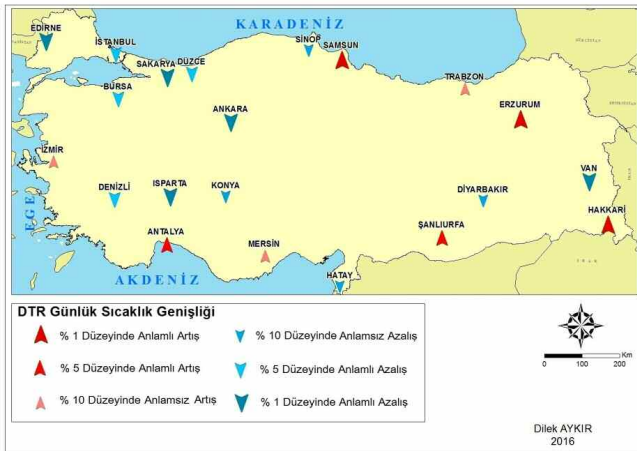 KARADENİZ
EDİRNE
İSTANBUL
SİNOP
SAMSUN
SAKARYA DÜZCE
TRABZON
BURSA
ANKARA
ERZURUM
İZMİR
VAN
DENİZLİ
ISPARTA
KONYA
DİYARBAKIR
EGE
HAKKARİ
ŞANLIURFA
ANTALYA
MERSİN
AKDENİZ
HATAY
DTR Günlük Sıcaklık Genişliği
% 1 Düzeyinde Anlamlı Artış
% 10 Düzeyinde Anlamsız Azalış
% 5 Düzeyinde Anlamlı Artış
% 5 Düzeyinde Anlamlı Azalış
% 10 Düzeyinde Anlamsız Artış
% 1 Düzeyinde Anlamlı Azalış
Km
0 100 200
Dilek AYKIR
2016